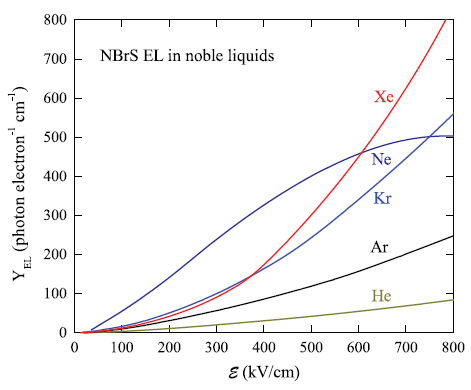 800
700
600
500
400
300
200
100
0
Y_EL (photon electron⁻¹ cm⁻¹)
NBrS EL in noble liquids
Xe
Ne
Kr
Ar
He
0 100 200 300 400 500 600 700 800
ℰ (kV/cm)